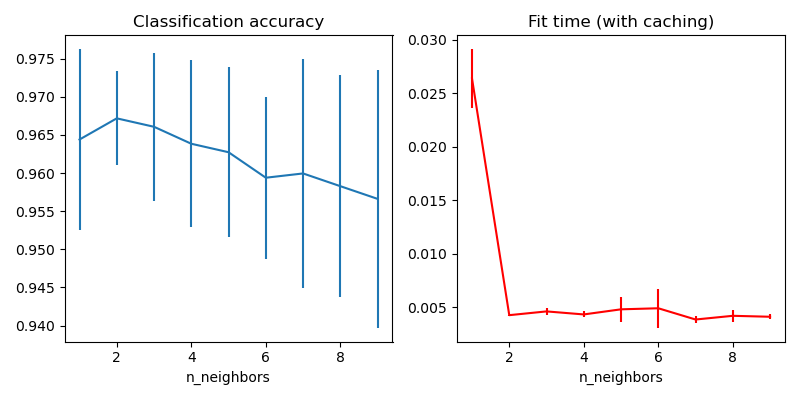 Classification accuracy
0.975
0.970
0.965
0.960
0.955
0.950
0.945
0.940
2 4 6 8
n_neighbors
Fit time (with caching)
0.030
0.025
0.020
0.015
0.010
0.005
2 4 6 8
n_neighbors